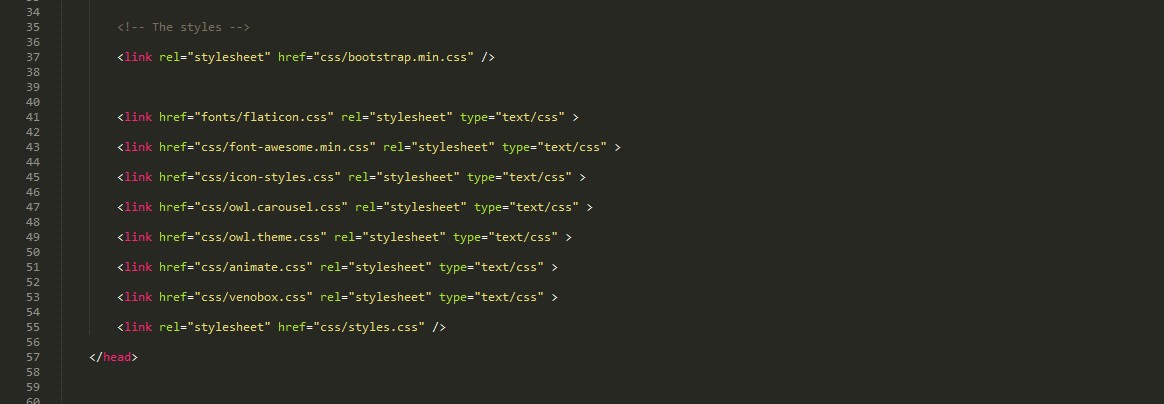 34
35 <!-- The styles -->
36
37 <link rel="stylesheet" href="css/bootstrap.min.css" />
38
39
40
41 <link href="fonts/flaticon.css" rel="stylesheet" type="text/css" >
42
43 <link href="css/font-awesome.min.css" rel="stylesheet" type="text/css" >
44
45 <link href="css/icon-styles.css" rel="stylesheet" type="text/css" >
46
47 <link href="css/owl.carousel.css" rel="stylesheet" type="text/css" >
48
49 <link href="css/owl.theme.css" rel="stylesheet" type="text/css" >
50
51 <link href="css/animate.css" rel="stylesheet" type="text/css" >
52
53 <link href="css/venobox.css" rel="stylesheet" type="text/css" >
54
55 <link rel="stylesheet" href="css/styles.css" />
56
57 </head>
58
59
60